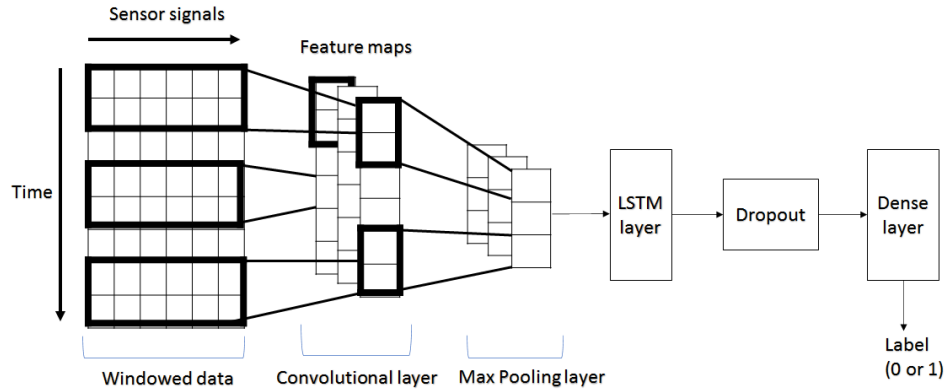 Sensor signals
Feature maps
Time
LSTM
layer
Dropout
Dense
layer
Label
(0 or 1)
Windowed data
Convolutional layer
Max Pooling layer